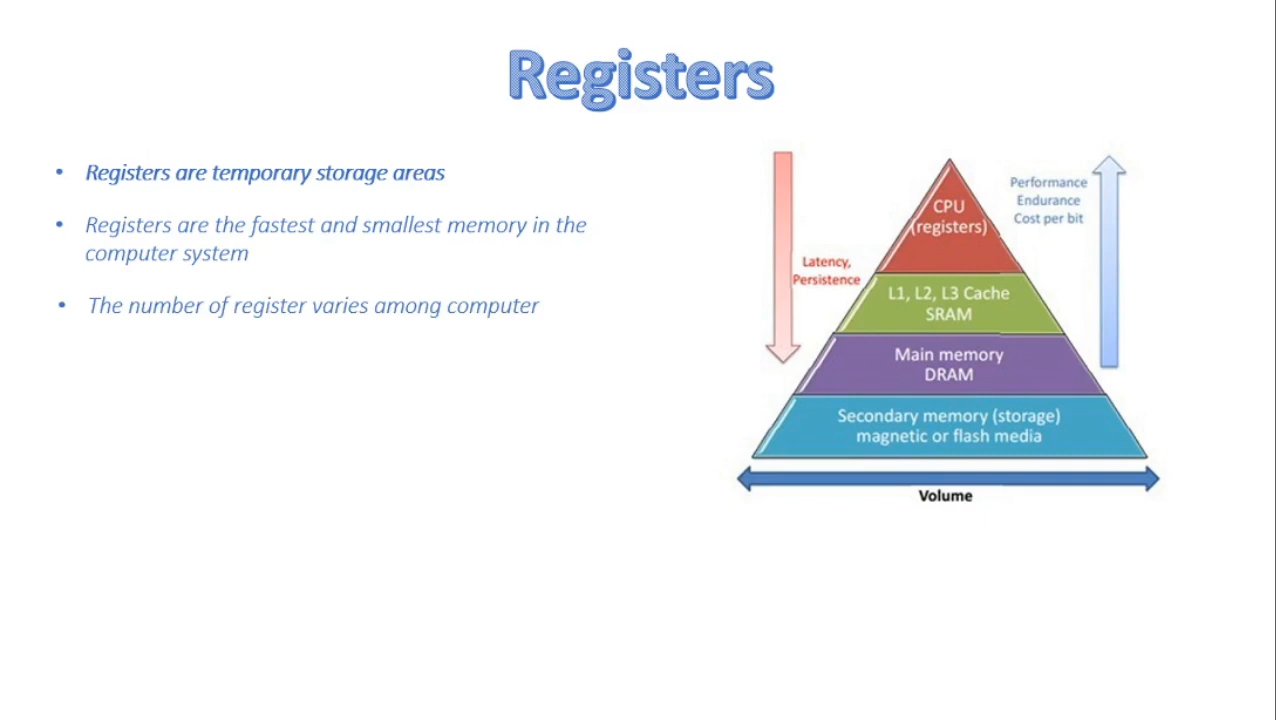 Registers
• Registers are temporary storage areas
• Registers are the fastest and smallest memory in the
computer system
• The number of register varies among computer
Latency,
Persistence
CPU
(registers)
L1, L2, L3 Cache
SRAM
Main memory
DRAM
Secondary memory (storage)
magnetic or flash media
Performance
Endurance
Cost per bit
Volume